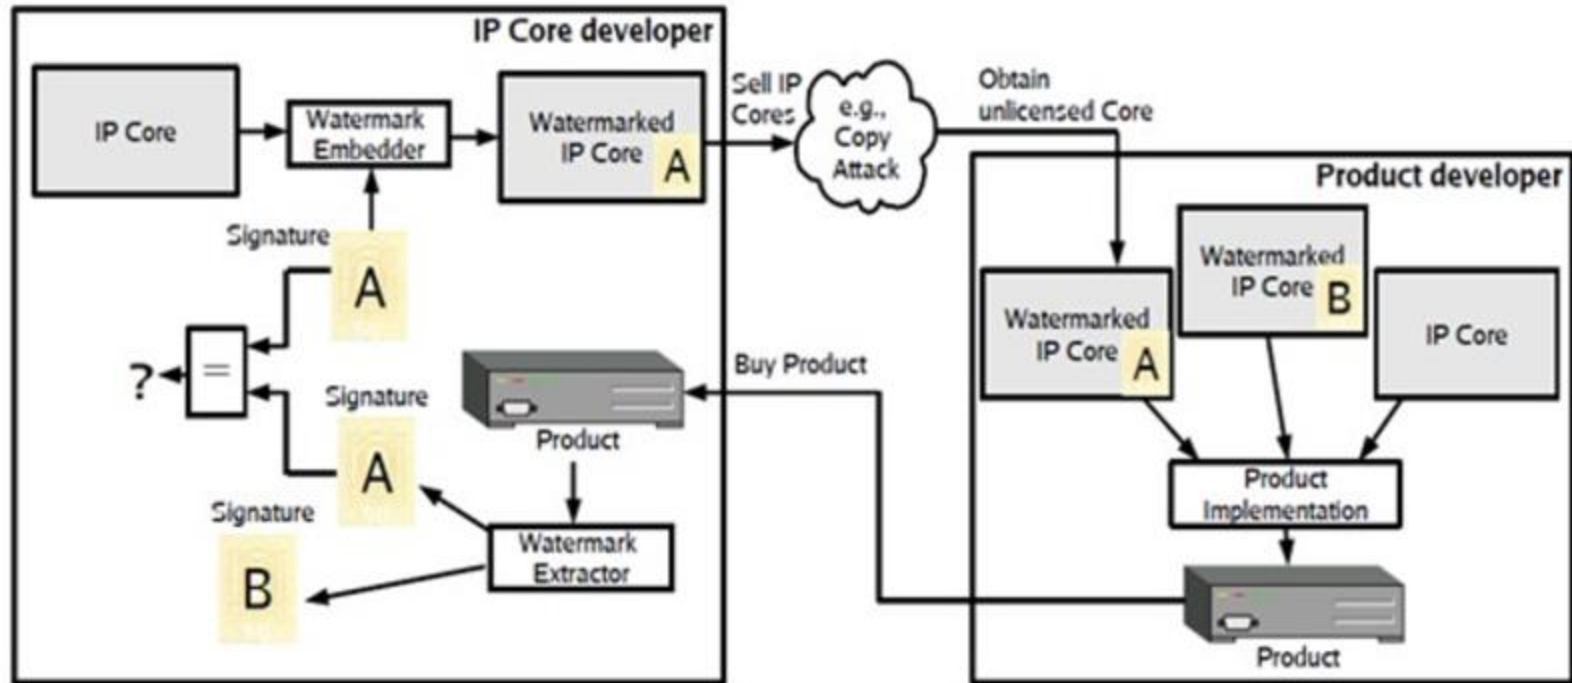 IP Core developer
IP Core
Watermark
Embedder
Watermarked
IP Core
A
Sell IP
Cores
e.g.,
Copy
Attack
Obtain
unlicensed Core
Product developer
Watermarked
IP Core
A
Watermarked
IP Core
B
IP Core
Signature
A
=
?
Signature
A
Signature
B
Product
Watermark
Extractor
Buy Product
Product
Implementation
Product